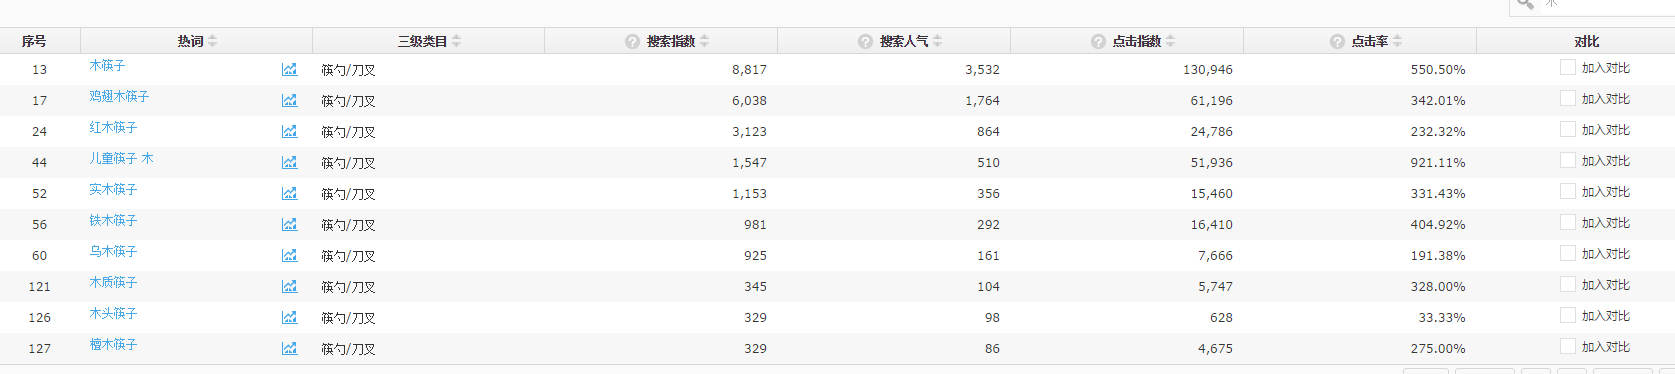 木
序号 热词 三级类目 搜索指数 搜索人气 点击指数 点击率 对比
13 木筷子 筷勺/刀叉 8,817 3,532 130,946 550.50% 加入对比
17 鸡翅木筷子 筷勺/刀叉 6,038 1,764 61,196 342.01% 加入对比
24 红木筷子 筷勺/刀叉 3,123 864 24,786 232.32% 加入对比
44 儿童筷子 木 筷勺/刀叉 1,547 510 51,936 921.11% 加入对比
52 实木筷子 筷勺/刀叉 1,153 356 15,460 331.43% 加入对比
56 铁木筷子 筷勺/刀叉 981 292 16,410 404.92% 加入对比
60 乌木筷子 筷勺/刀叉 925 161 7,666 191.38% 加入对比
121 木质筷子 筷勺/刀叉 345 104 5,747 328.00% 加入对比
126 木头筷子 筷勺/刀叉 329 98 628 33.33% 加入对比
127 檀木筷子 筷勺/刀叉 329 86 4,675 275.00% 加入对比